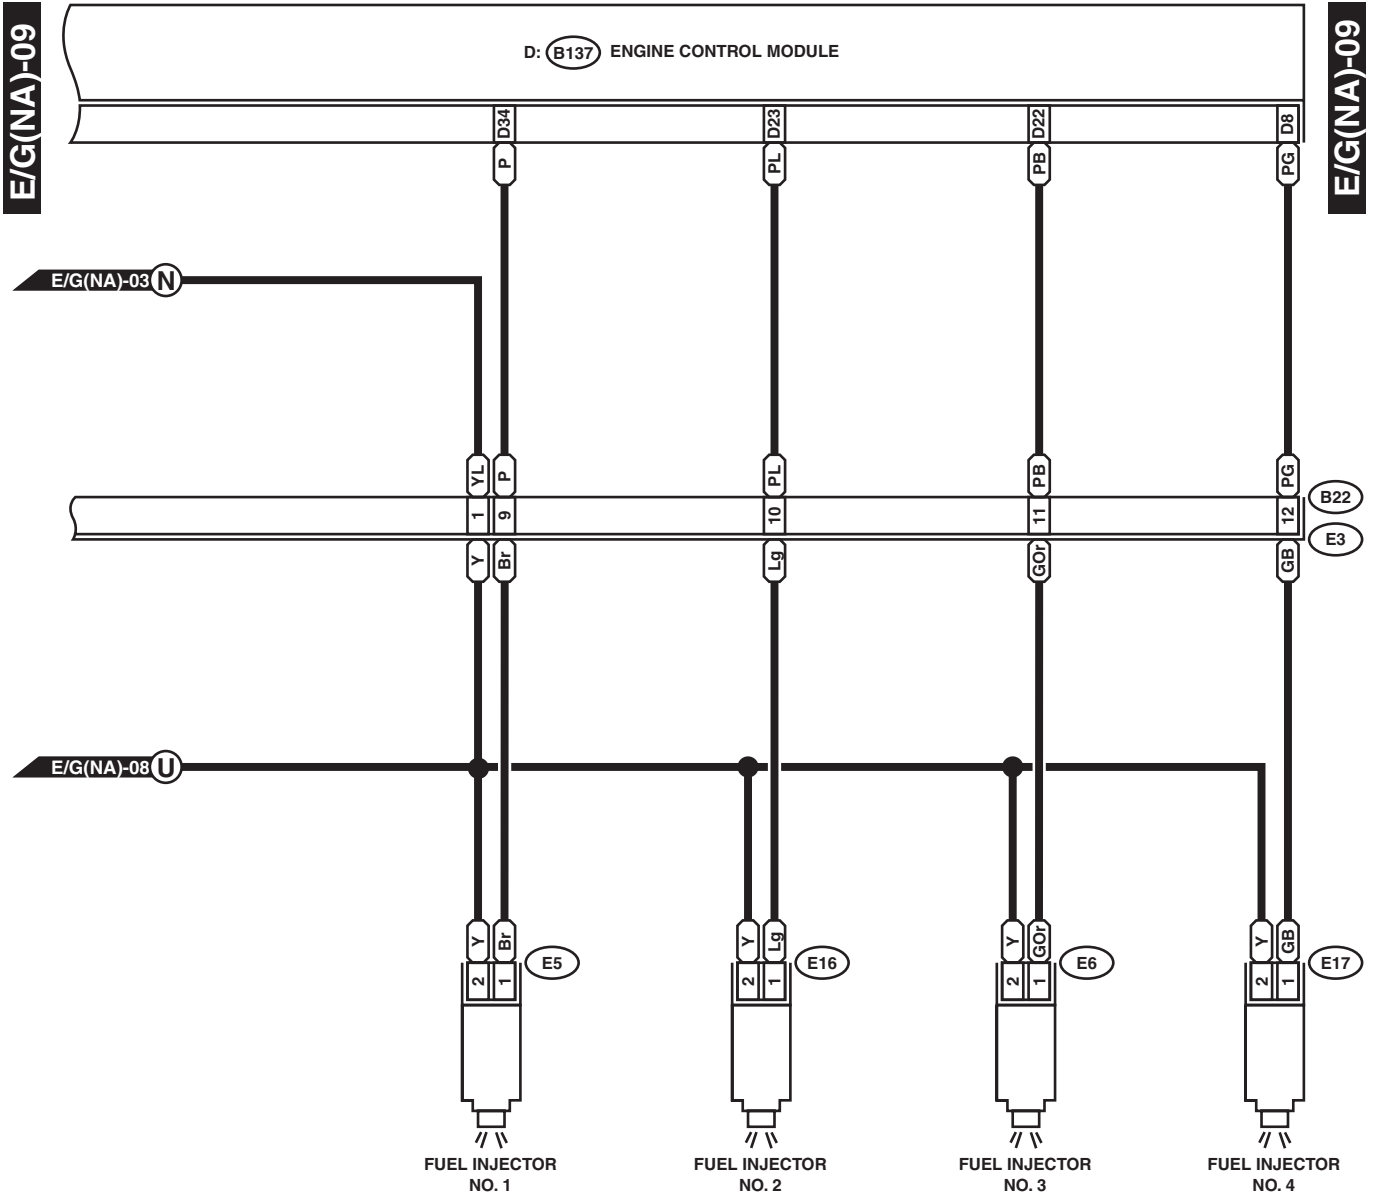 E/G(NA)-09
E/G(NA)-09
D: B137 ENGINE CONTROL MODULE
D34
D23
D22
D8
P
PL
PB
PG
E/G(NA)-03 N
YL
P
PL
PB
PG
B22
1
9
10
11
12
E3
Y
Br
Lg
GOr
GB
E/G(NA)-08 U
Y
Br
Y
Lg
Y
GOr
Y
GB
E5
E16
E6
E17
2
1
2
1
2
1
2
1
FUEL INJECTOR
NO. 1
FUEL INJECTOR
NO. 2
FUEL INJECTOR
NO. 3
FUEL INJECTOR
NO. 4